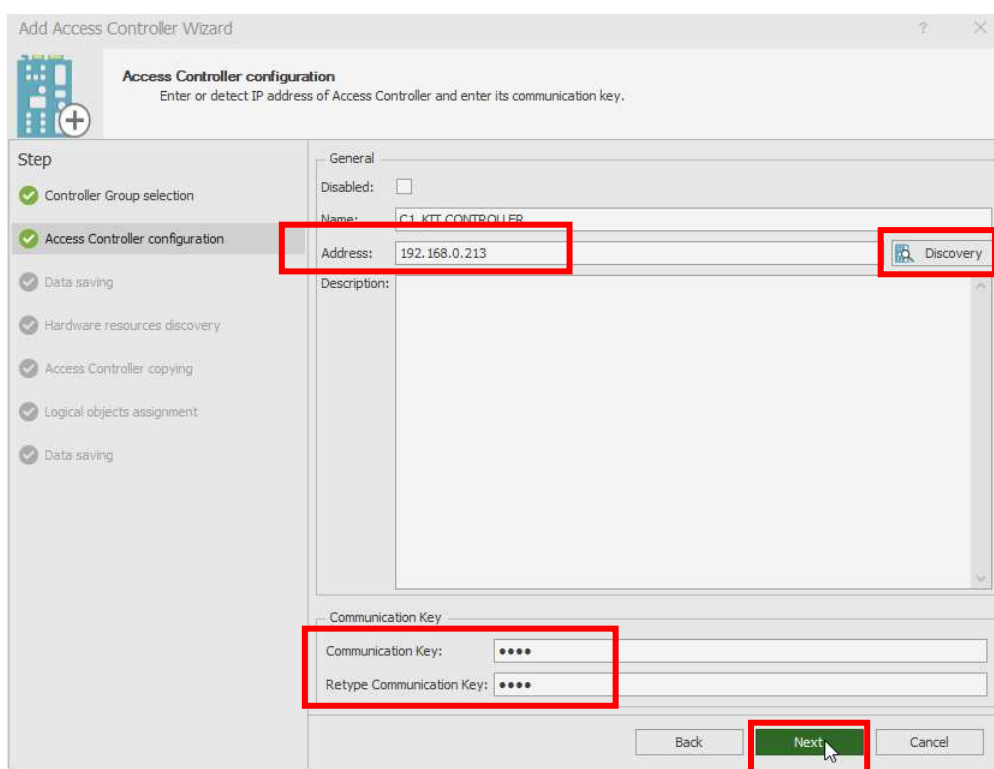 Add Access Controller Wizard
?
Access Controller configuration
Enter or detect IP address of Access Controller and enter its communication key.
Step
Controller Group selection
Access Controller configuration
Data saving
Hardware resources discovery
Access Controller copying
Logical objects assignment
Data saving
General
Disabled:
Name: C1_KIT CONTROLLER
Address: 192.168.0.213 Discovery
Description:
Communication Key
Communication Key: ••••
Retype Communication Key: ••••
Back Next Cancel